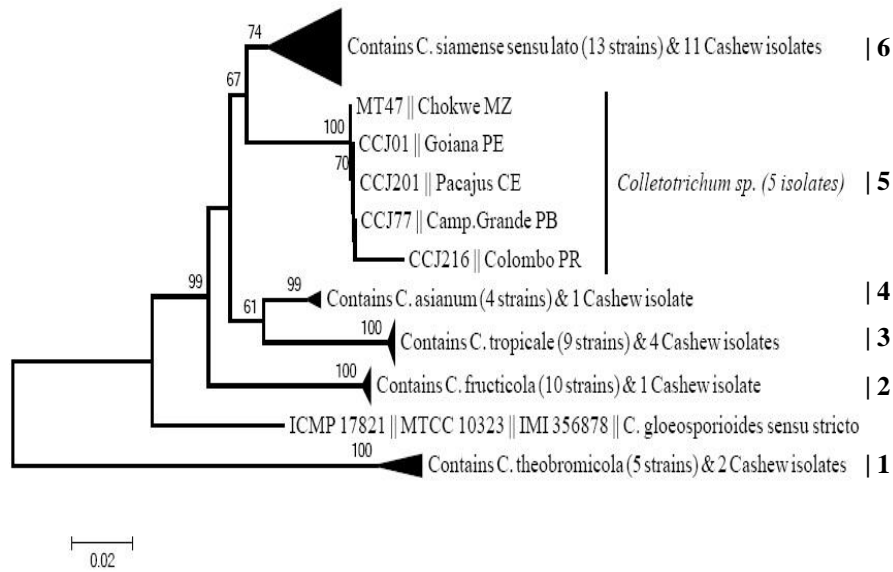 74
Contains C. siamense sensu lato (13 strains) & 11 Cashew isolates | 6
67
MT47 || Chokwe MZ
100
CCJ01 || Goiana PE
70
CCJ201 || Pacajus CE
Colletotrichum sp. (5 isolates) | 5
CCJ77 || Camp.Grande PB
CCJ216 || Colombo PR
99
99
Contains C. asianum (4 strains) & 1 Cashew isolate | 4
61
100
Contains C. tropicale (9 strains) & 4 Cashew isolates | 3
100
Contains C. fructicola (10 strains) & 1 Cashew isolate | 2
ICMP 17821 || MTCC 10323 || IMI 356878 || C. gloeosporioides sensu stricto
100
Contains C. theobromicola (5 strains) & 2 Cashew isolates | 1
0.02